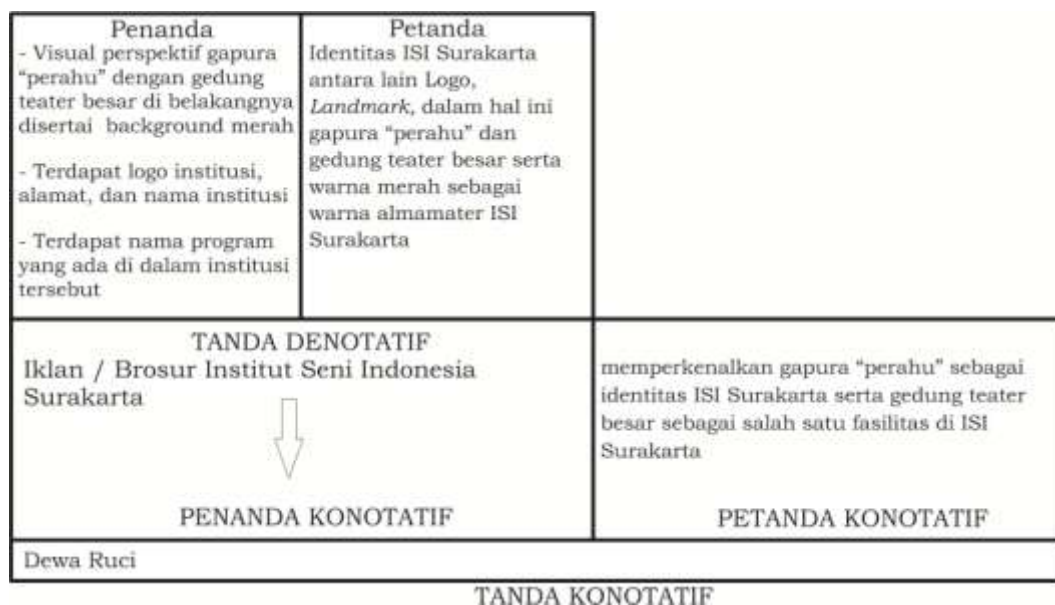 Penanda
- Visual perspektif gapura
"perahu" dengan gedung
teater besar di belakangnya
disertai background merah
- Terdapat logo institusi,
alamat, dan nama institusi
- Terdapat nama program
yang ada di dalam institusi
tersebut
Petanda
Identitas ISI Surakarta
antara lain Logo,
Landmark, dalam hal ini
gapura "perahu" dan
gedung teater besar serta
warna merah sebagai
warna almamater ISI
Surakarta
TANDA DENOTATIF
Iklan / Brosur Institut Seni Indonesia
Surakarta
PENANDA KONOTATIF
memperkenalkan gapura "perahu" sebagai
identitas ISI Surakarta serta gedung teater
besar sebagai salah satu fasilitas di ISI
Surakarta
PETANDA KONOTATIF
Dewa Ruci
TANDA KONOTATIF